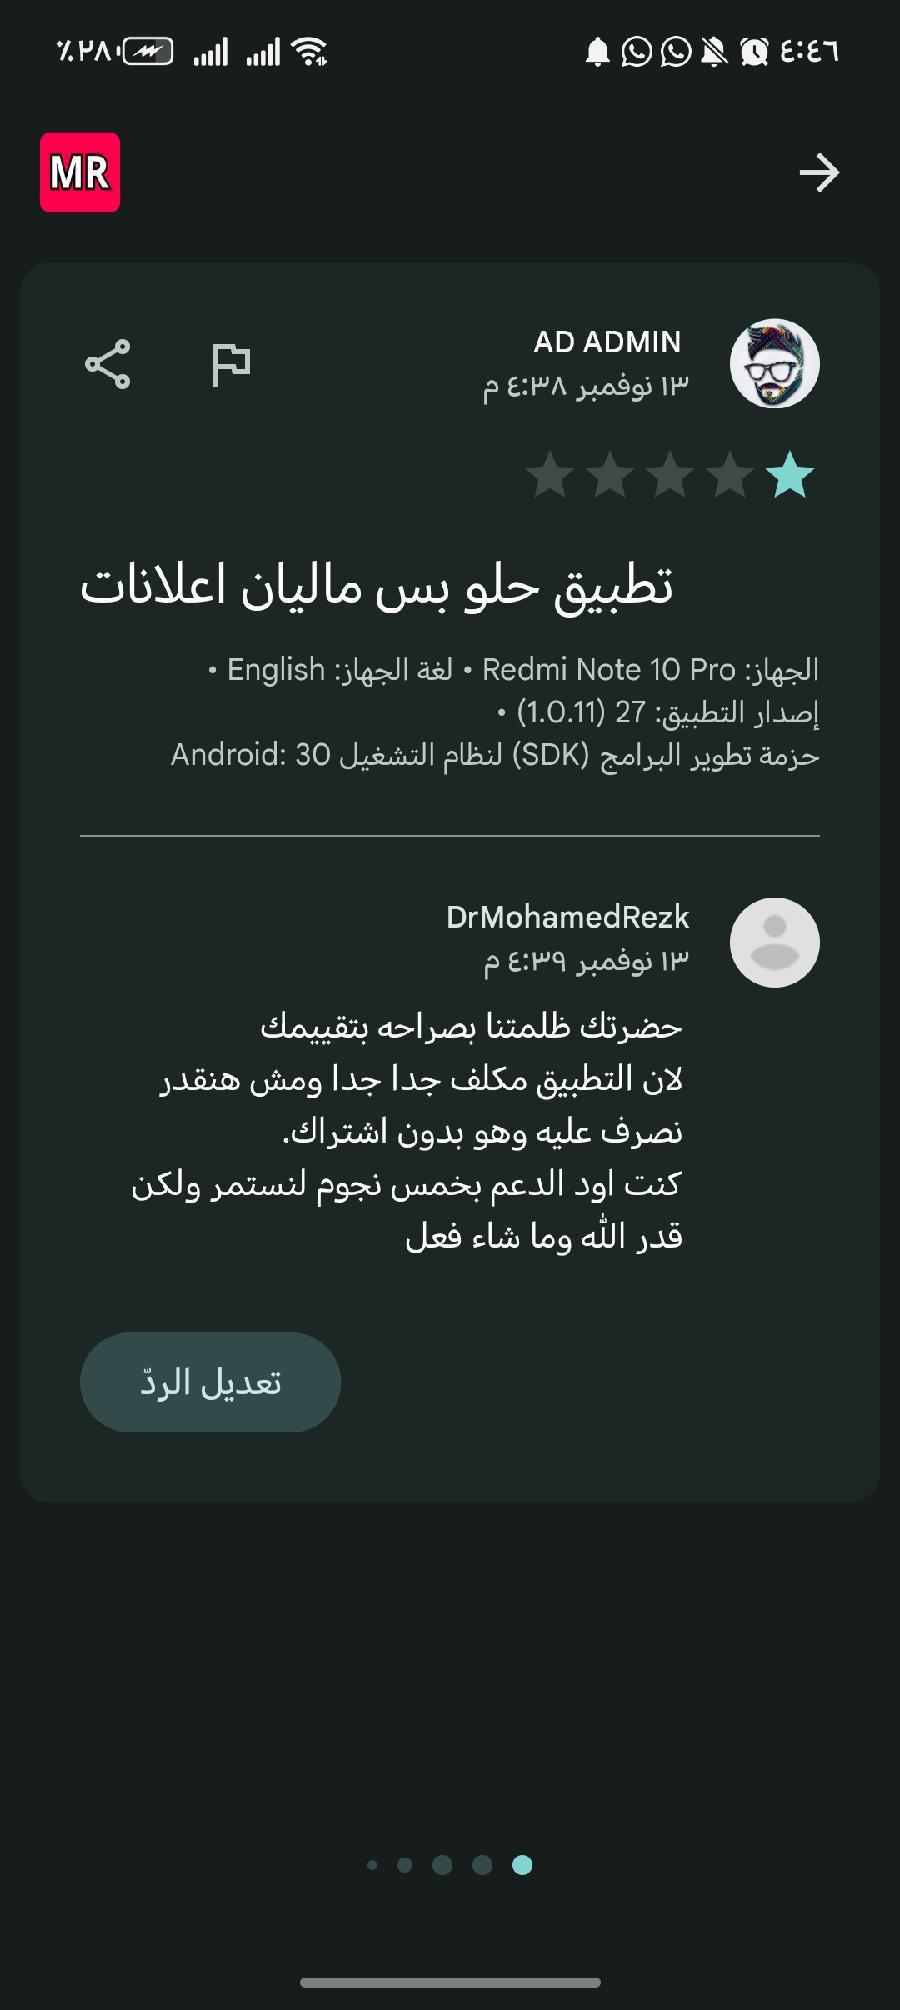 ٤:٤٦
٪٢٨
MR
AD ADMIN
١٣ نوفمبر ٤:٣٨ م
تطبيق حلو بس ماليان اعلانات
الجهاز: Redmi Note 10 Pro • لغة الجهاز: English •
إصدار التطبيق: 27 (1.0.11) •
حزمة تطوير البرامج (SDK) لنظام التشغيل Android: 30
DrMohamedRezk
١٣ نوفمبر ٤:٣٩ م
حضرتك ظلمتنا بصراحه بتقييمك
لان التطبيق مكلف جدا جدا ومش هنقدر
نصرف عليه وهو بدون اشتراك.
كنت اود الدعم بخمس نجوم لنستمر ولكن
قدر الله وما شاء فعل
تعديل الردّ